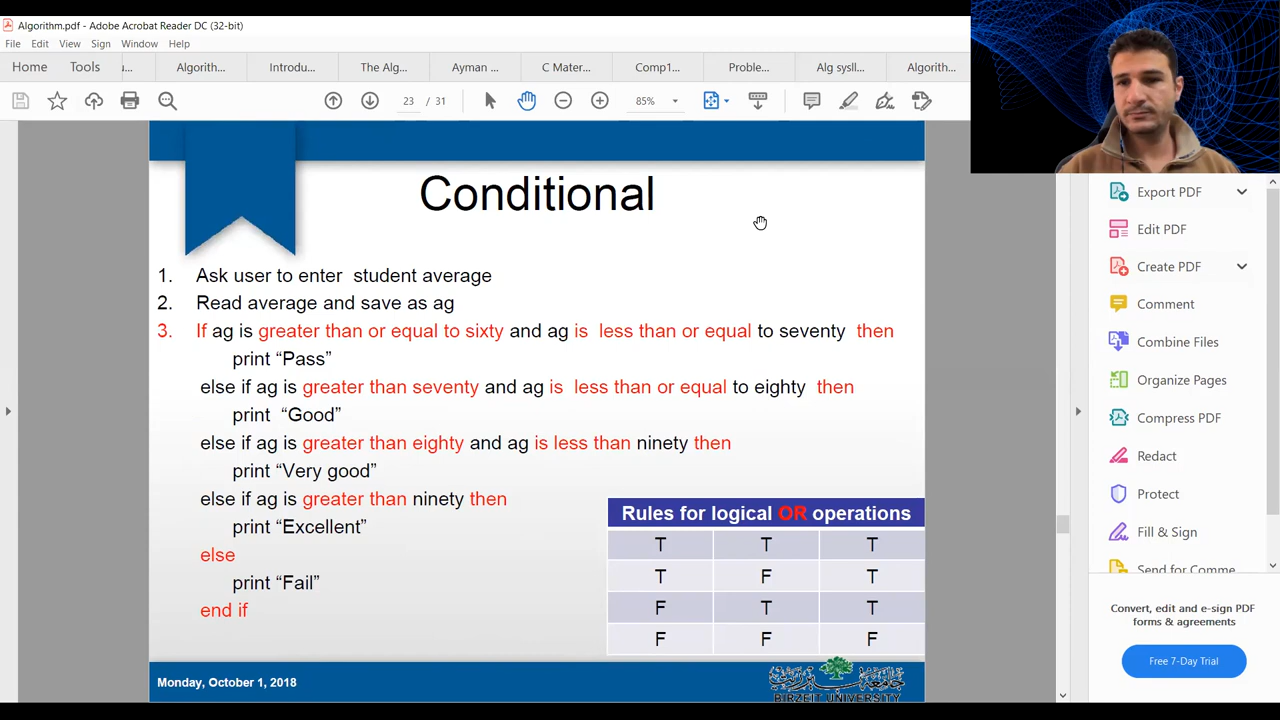 Algorithm.pdf - Adobe Acrobat Reader DC (32-bit)
File Edit View Sign Window Help
Home Tools u... Algorith... Introdu... The Alg... Ayman ... C Mater... Comp1... Proble... Alg sysll... Algorith...
23 / 31 85%
Conditional
1. Ask user to enter student average
2. Read average and save as ag
3. If ag is greater than or equal to sixty and ag is less than or equal to seventy then
print “Pass”
else if ag is greater than seventy and ag is less than or equal to eighty then
print “Good”
else if ag is greater than eighty and ag is less than ninety then
print “Very good”
else if ag is greater than ninety then
print “Excellent”
else
print “Fail”
end if
Rules for logical OR operations
T T T
T F T
F T T
F F F
Monday, October 1, 2018
BIRZEIT UNIVERSITY
Export PDF
Edit PDF
Create PDF
Comment
Combine Files
Organize Pages
Compress PDF
Redact
Protect
Fill & Sign
Send for Comme
Convert, edit and e-sign PDF
forms & agreements
Free 7-Day Trial